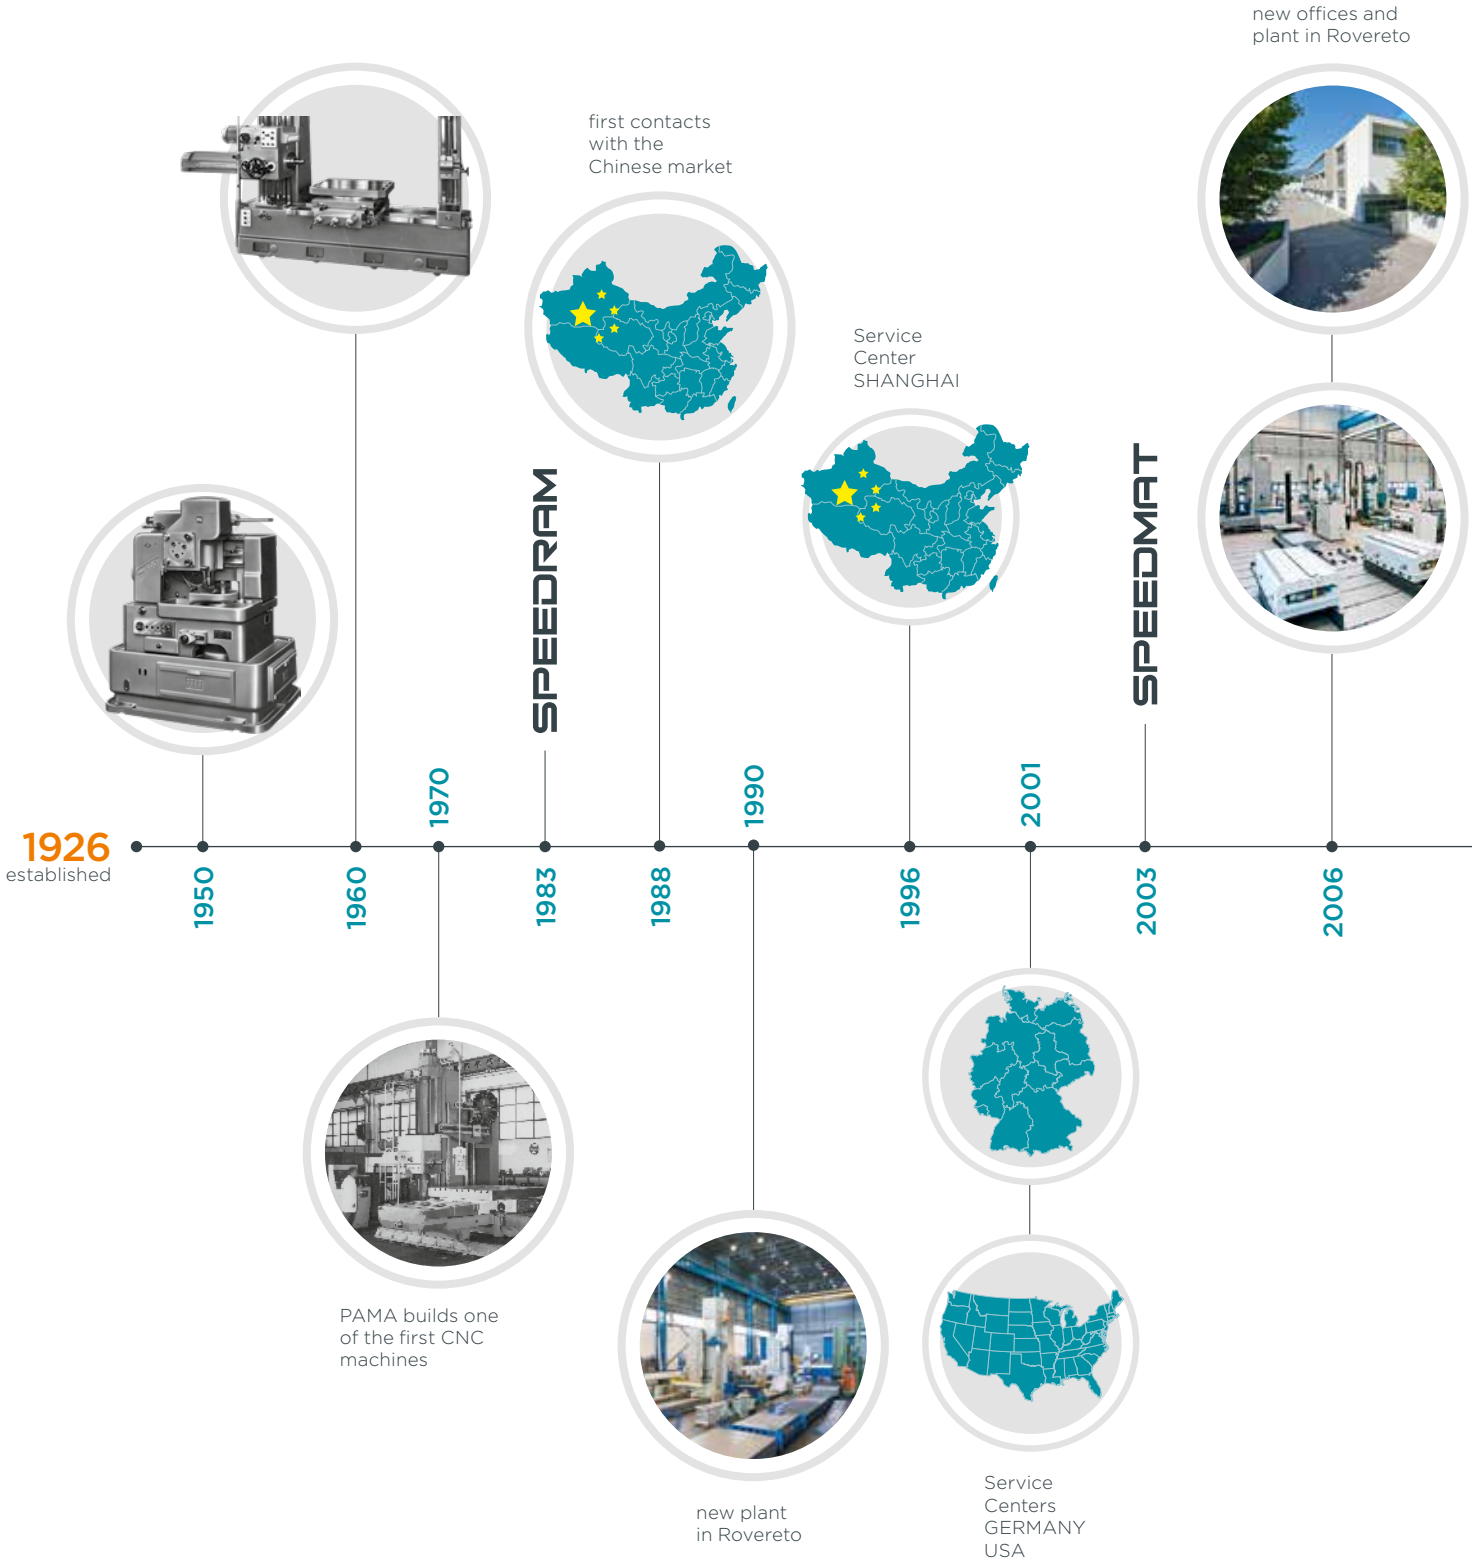 new offices and
plant in Rovereto
first contacts
with the
Chinese market
Service
Center
SHANGHAI
SPEEDRAM
SPEEDMAT
1970
1990
2001
1926
established
1950
1960
1983
1988
1996
2003
2006
PAMA builds one
of the first CNC
machines
new plant
in Rovereto
Service
Centers
GERMANY
USA